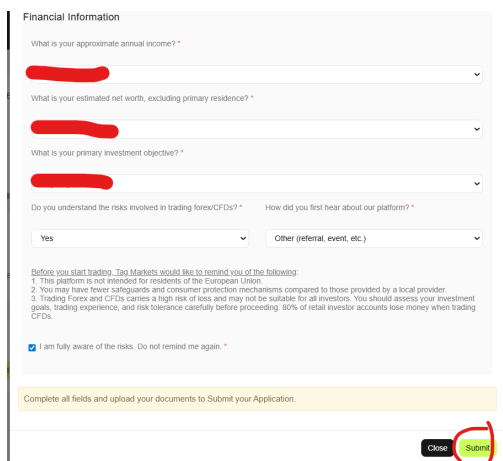 Financial Information
What is your approximate annual income? *
What is your estimated net worth, excluding primary residence? *
What is your primary investment objective? *
Do you understand the risks involved in trading forex/CFDs? * How did you first hear about our platform? *
Yes Other (referral, event, etc.)
Before you start trading, Tag Markets would like to remind you of the following:
1. This platform is not intended for residents of the European Union.
2. You may have fewer safeguards and consumer protection mechanisms compared to those provided by a local provider.
3. Trading Forex and CFDs carries a high risk of loss and may not be suitable for all investors. You should assess your investment
goals, trading experience, and risk tolerance carefully before proceeding. 80% of retail investor accounts lose money when trading
CFDs.
I am fully aware of the risks. Do not remind me again. *
Complete all fields and upload your documents to Submit your Application.
Close Submit